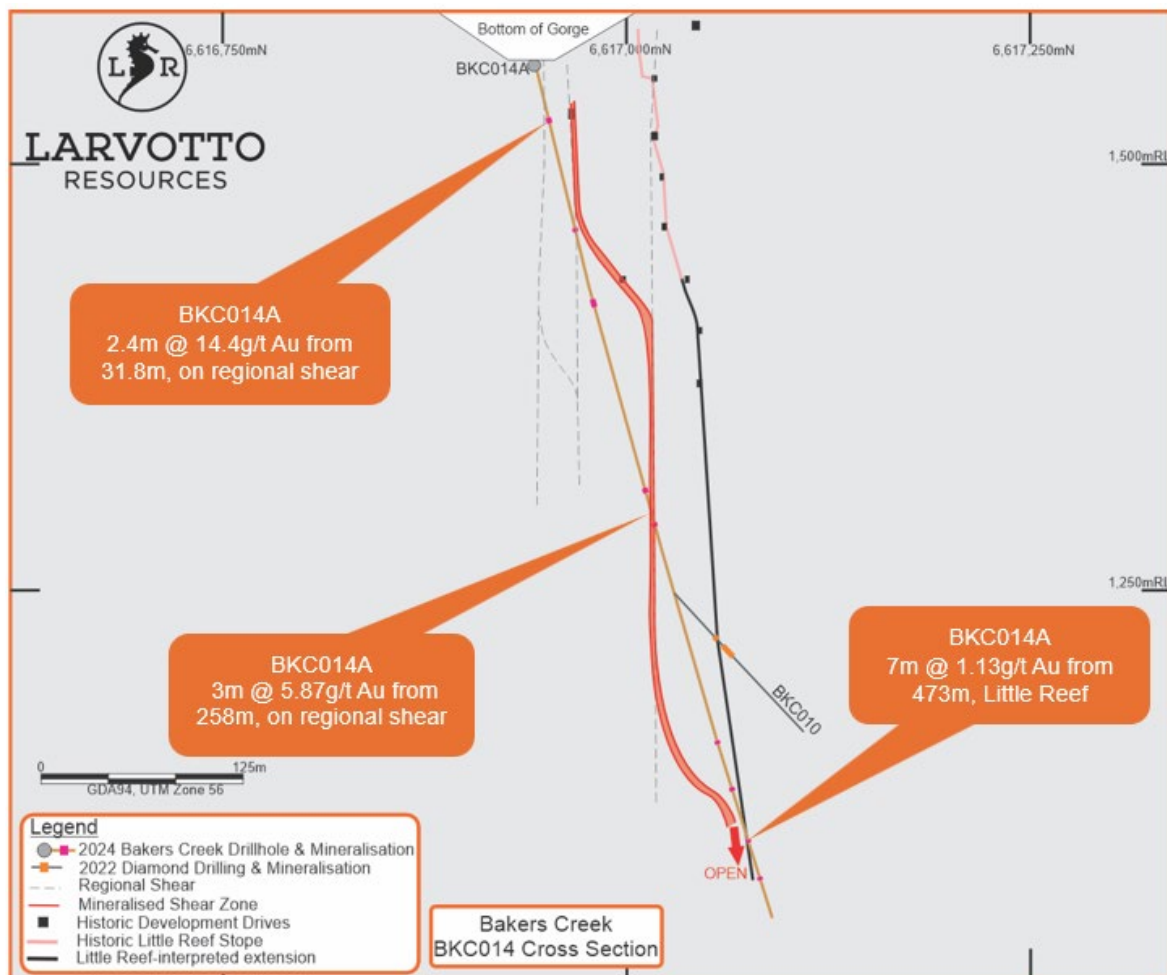 Bottom of Gorge
6,616,750mN
6,617,000mN
6,617,250mN
L R
LARVOTTO
RESOURCES
BKC014A
1,500mRL
BKC014A
2.4m @ 14.4g/t Au from
31.8m, on regional shear
1,250mRL
BKC014A
3m @ 5.87g/t Au from
258m, on regional shear
BKC014A
7m @ 1.13g/t Au from
473m, Little Reef
BKC010
0
125m
GDA94, UTM Zone 56
OPEN
Legend
2024 Bakers Creek Drillhole & Mineralisation
2022 Diamond Drilling & Mineralisation
Regional Shear
Mineralised Shear Zone
Historic Development Drives
Historic Little Reef Stope
Little Reef-interpreted extension
Bakers Creek
BKC014 Cross Section